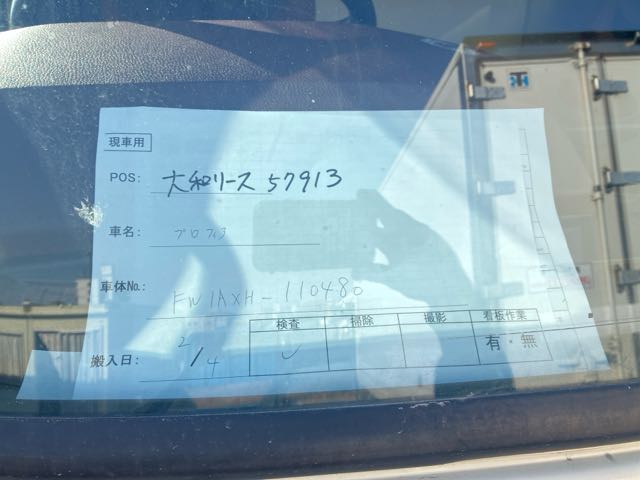 現車用
POS: 大和リース 57913
車名: プロフィア
車体No.: FW1AXH-110480
検査 掃除 撮影 看板作業
搬入日: 2/4 レ 有・無